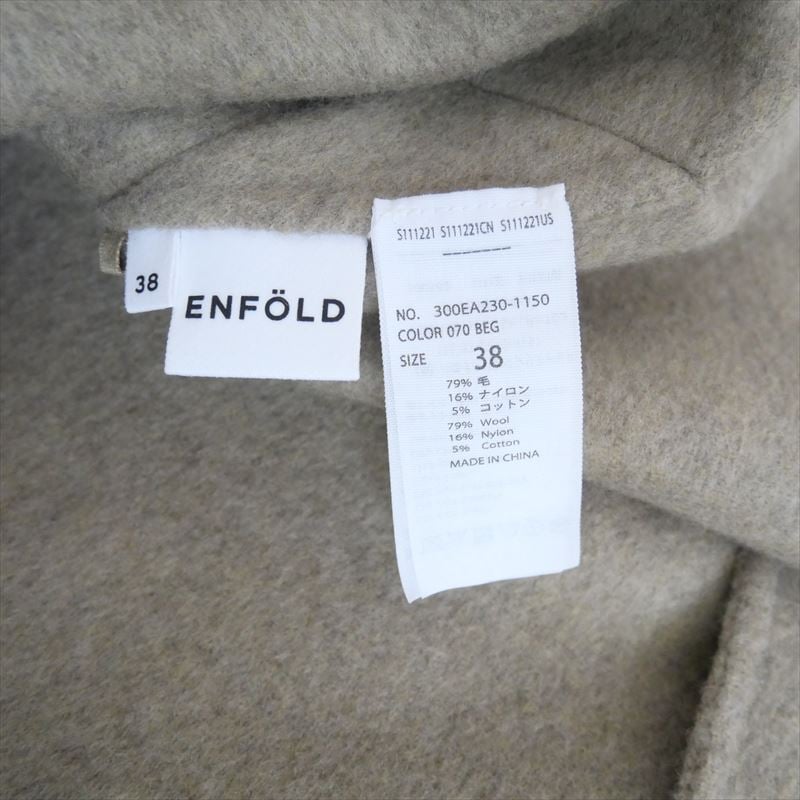 38
ENFÖLD
S111221 S111221CN S111221US
NO. 300EA230-1150
COLOR 070 BEG
SIZE 38
79% 毛
16% ナイロン
5% コットン
79% Wool
16% Nylon
5% Cotton
MADE IN CHINA